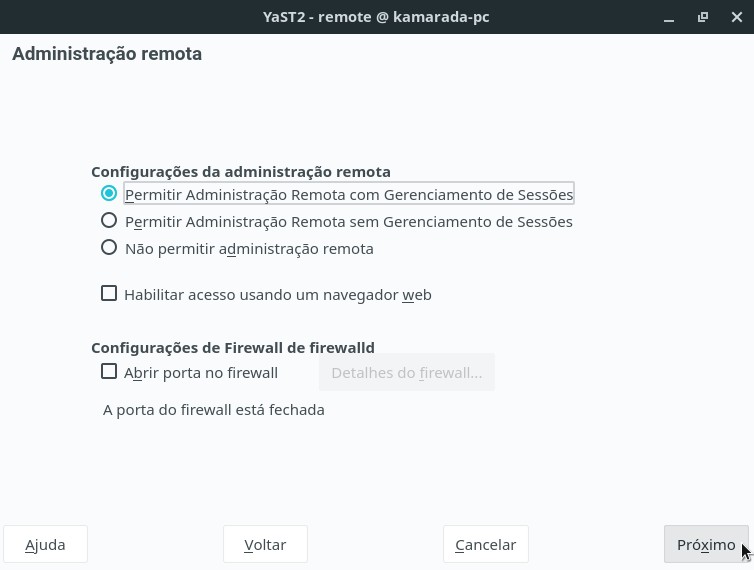 YaST2 - remote @ kamarada-pc
Administração remota
Configurações da administração remota
Permitir Administração Remota com Gerenciamento de Sessões
Permitir Administração Remota sem Gerenciamento de Sessões
Não permitir administração remota
Habilitar acesso usando um navegador web
Configurações de Firewall de firewalld
Abrir porta no firewall Detalhes do firewall...
A porta do firewall está fechada
Ajuda Voltar Cancelar Próximo